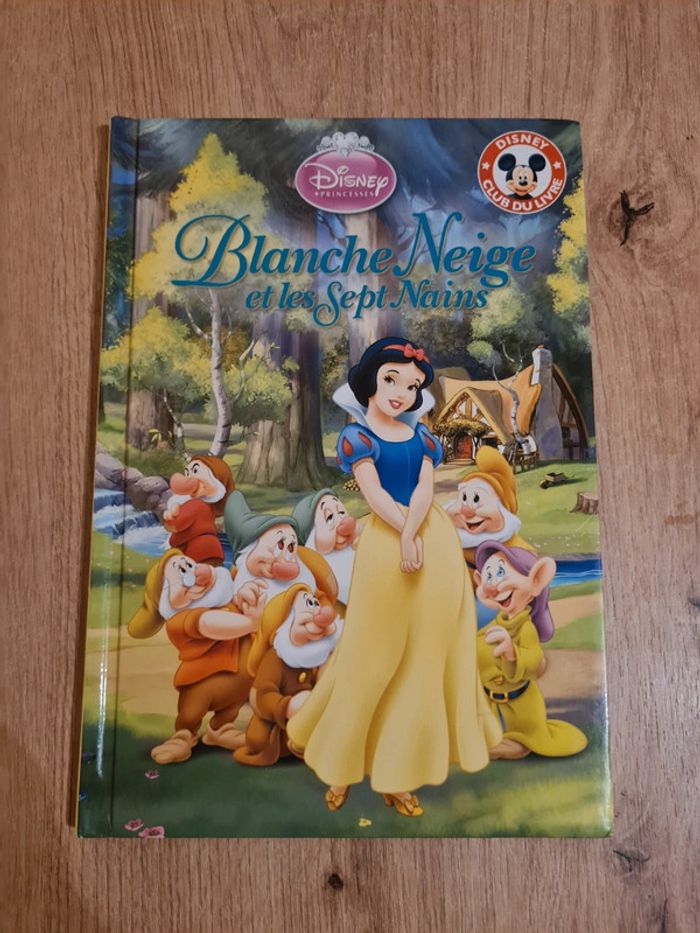 DISNEY
PRINCESSES
DISNEY
CLUB DU LIVRE
Blanche Neige
et les Sept Nains